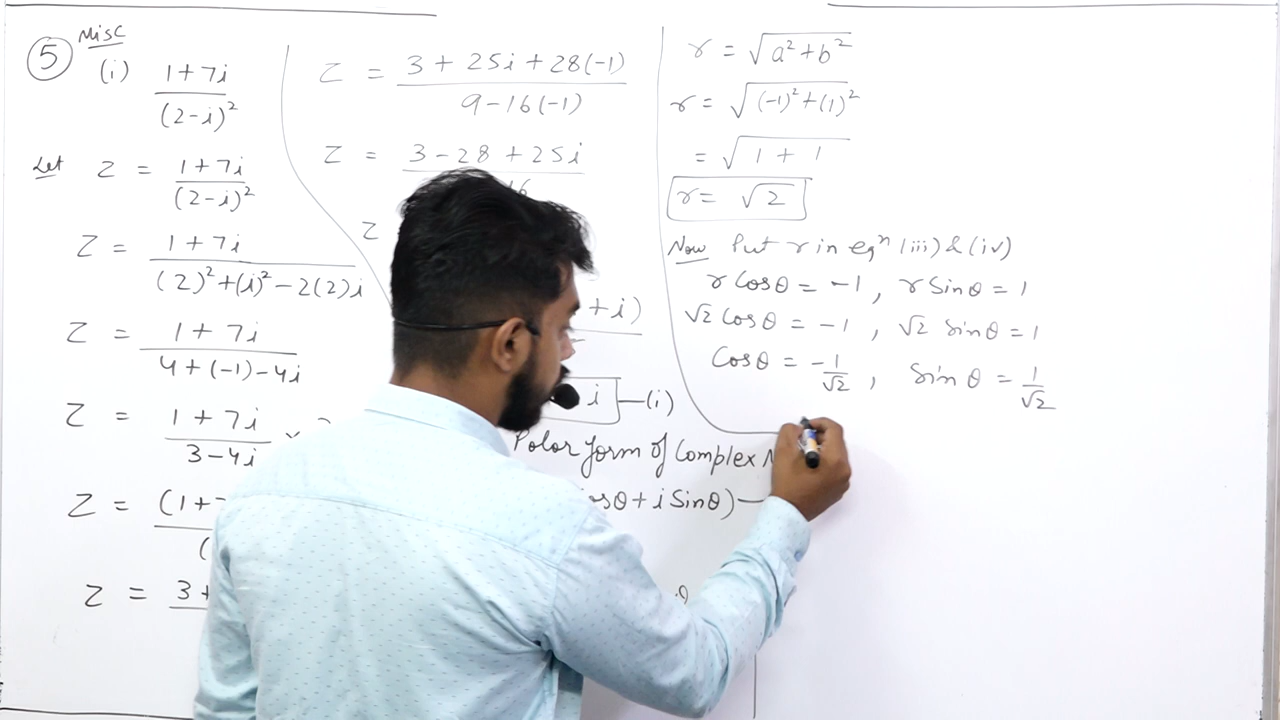 5 Misc
(i) 1+7i / (2-i)²
Let Z = 1+7i / (2-i)²
Z = 1+7i / (2)²+(i)²-2(2)i
Z = 1+7i / 4+(-1)-4i
Z = 1+7i / 3-4i ×
Z = (1+ / (
Z = 3+
Z = 3+25i+28(-1) / 9-16(-1)
Z = 3-28+25i / 16
Z
+i)
i —(i)
Polar form of Complex N
cosθ+i Sinθ)—
θ
r = √a²+b²
r = √(-1)²+(1)²
= √1+1
r = √2
Now Put r in eqⁿ (iii) & (iv)
r Cosθ = -1, r Sinθ = 1
√2 Cosθ = -1, √2 Sinθ = 1
Cosθ = -1/√2, Sin θ = 1/√2